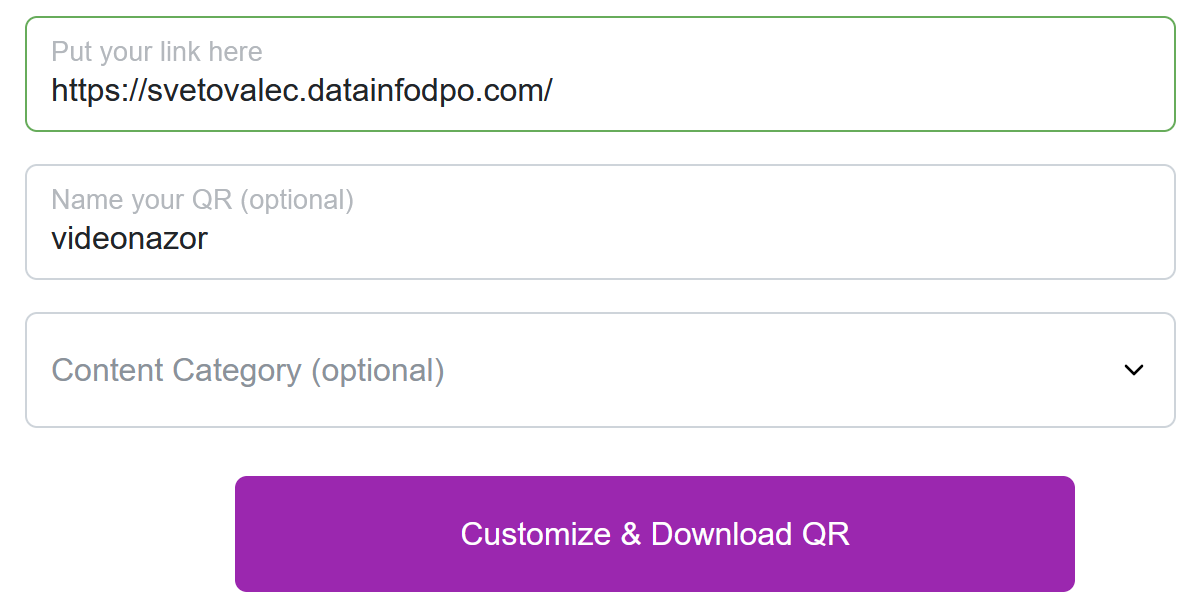 Put your link here
https://svetovalec.datainfodpo.com/
Name your QR (optional)
videonazor
Content Category (optional)
Customize & Download QR